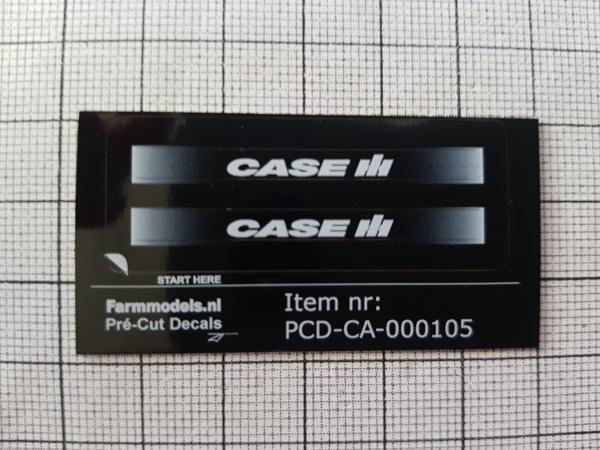 CASE IH
CASE IH
START HERE
Farmmodels.nl
Pré-Cut Decals
Item nr:
PCD-CA-000105